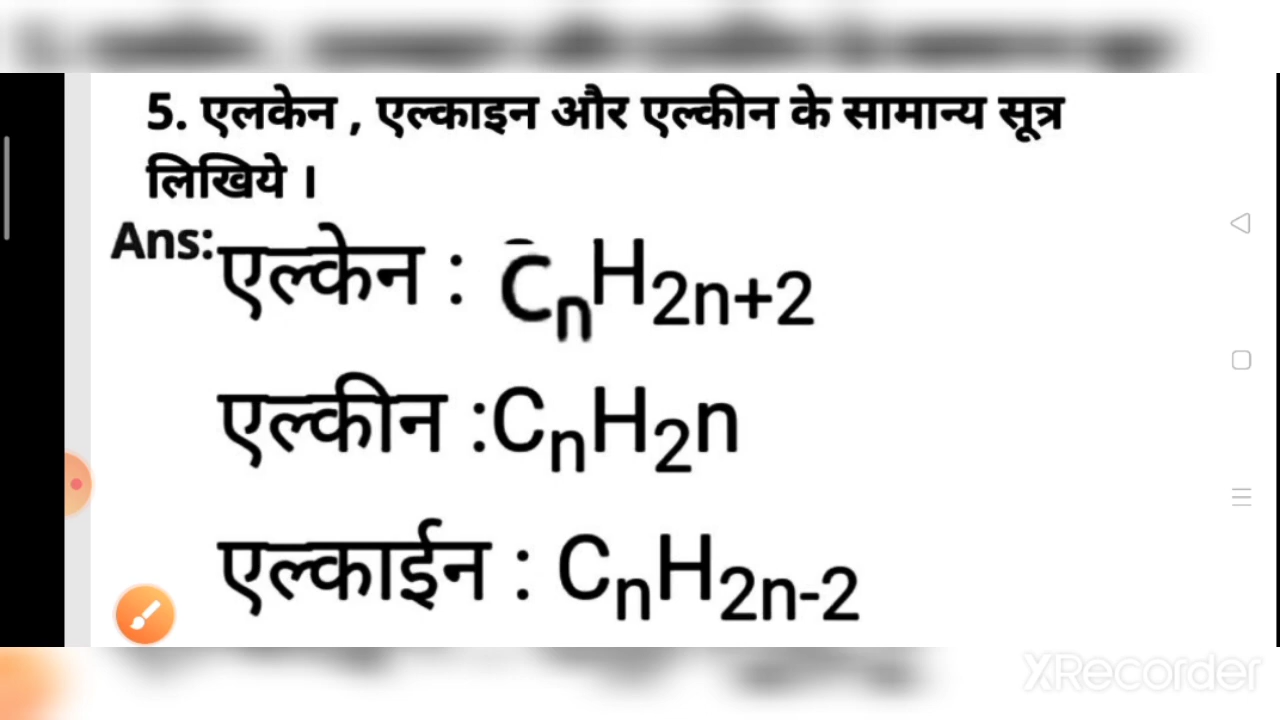 5. एलकेन , एल्काइन और एल्कीन के सामान्य सूत्र
लिखिये ।
Ans:
एल्केन : CnH2n+2
एल्कीन :CnH2n
एल्काईन : CnH2n-2
XRecorder